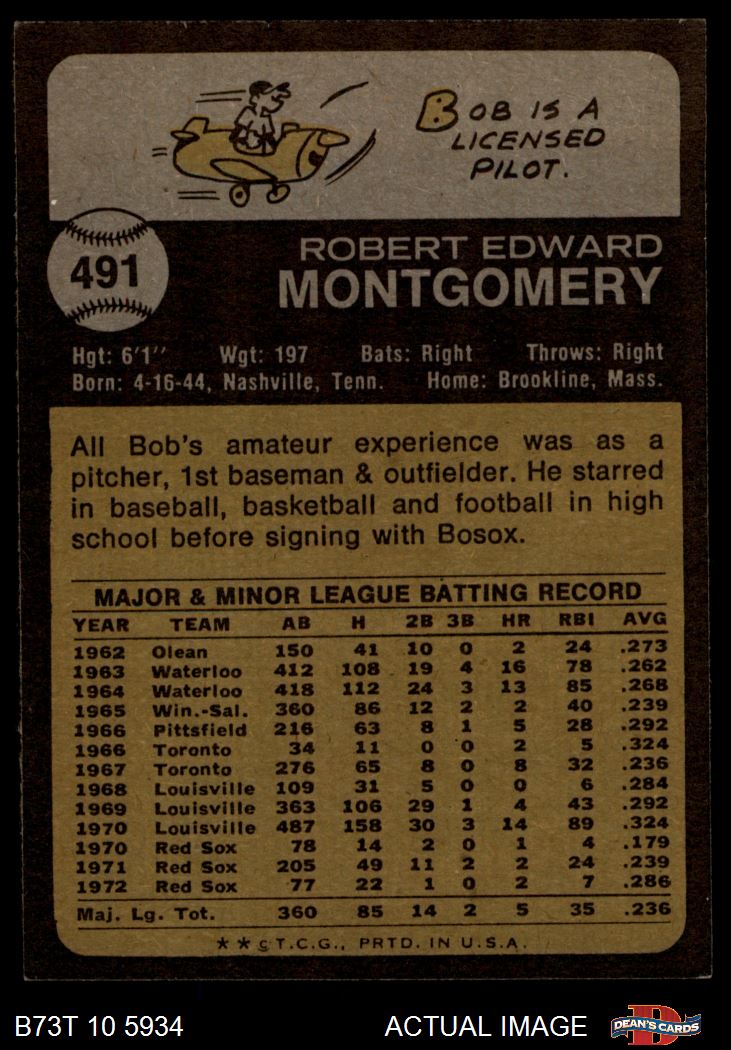 BOB IS A
LICENSED
PILOT.
491
ROBERT EDWARD
MONTGOMERY
Hgt: 6'1" Wgt: 197 Bats: Right Throws: Right
Born: 4-16-44, Nashville, Tenn. Home: Brookline, Mass.
All Bob's amateur experience was as a
pitcher, 1st baseman & outfielder. He starred
in baseball, basketball and football in high
school before signing with Bosox.
MAJOR & MINOR LEAGUE BATTING RECORD
YEAR TEAM AB H 2B 3B HR RBI AVG
1962 Olean 150 41 10 0 2 24 .273
1963 Waterloo 412 108 19 4 16 78 .262
1964 Waterloo 418 112 24 3 13 85 .268
1965 Win.-Sal. 360 86 12 2 2 40 .239
1966 Pittsfield 216 63 8 1 5 28 .292
1966 Toronto 34 11 0 0 2 5 .324
1967 Toronto 276 65 8 0 8 32 .236
1968 Louisville 109 31 5 0 0 6 .284
1969 Louisville 363 106 29 1 4 43 .292
1970 Louisville 487 158 30 3 14 89 .324
1970 Red Sox 78 14 2 0 1 4 .179
1971 Red Sox 205 49 11 2 2 24 .239
1972 Red Sox 77 22 1 0 2 7 .286
Maj. Lg. Tot. 360 85 14 2 5 35 .236
**©T.C.G., PRTD. IN U.S.A.
B73T 10 5934 ACTUAL IMAGE D DEAN'S CARDS